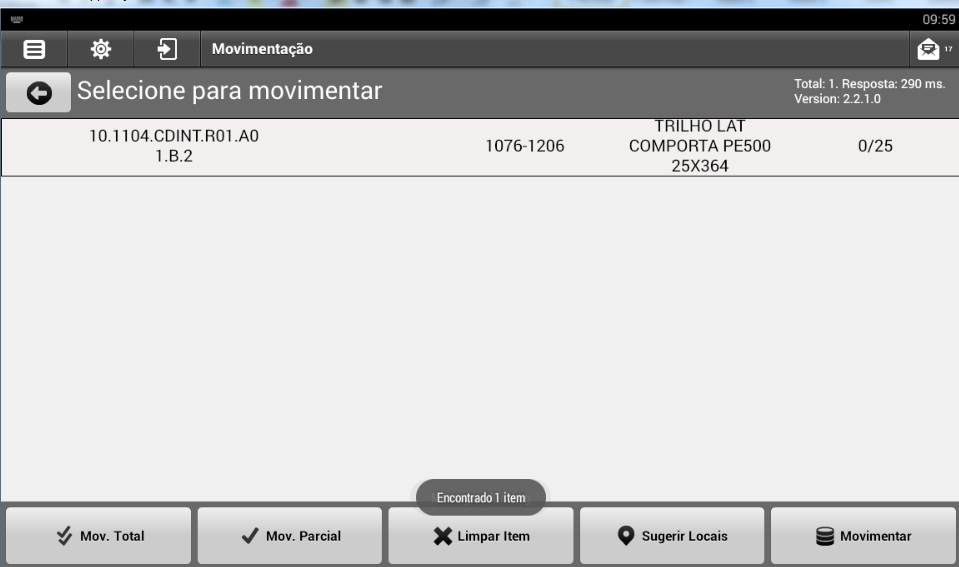 09:59
Movimentação
17
Selecione para movimentar
Total: 1. Resposta: 290 ms.
Version: 2.2.1.0
10.1104.CDINT.R01.A0
1.B.2
1076-1206
TRILHO LAT
COMPORTA PE500
25X364
0/25
Encontrado 1 item
Mov. Total
Mov. Parcial
Limpar Item
Sugerir Locais
Movimentar